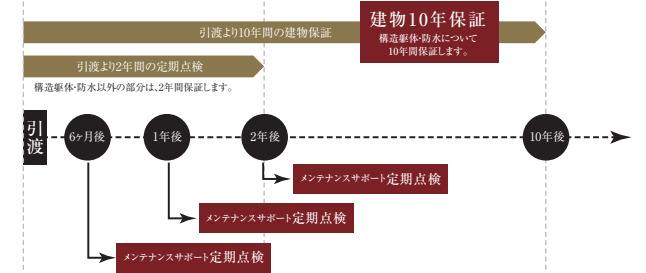 引渡より10年間の建物保証
建物10年保証
構造躯体・防水について
10年間保証します。
引渡より2年間の定期点検
構造躯体・防水以外の部分は、2年間保証します。
引渡
6ヶ月後
1年後
2年後
10年後
メンテナンスサポート定期点検
メンテナンスサポート定期点検
メンテナンスサポート定期点検